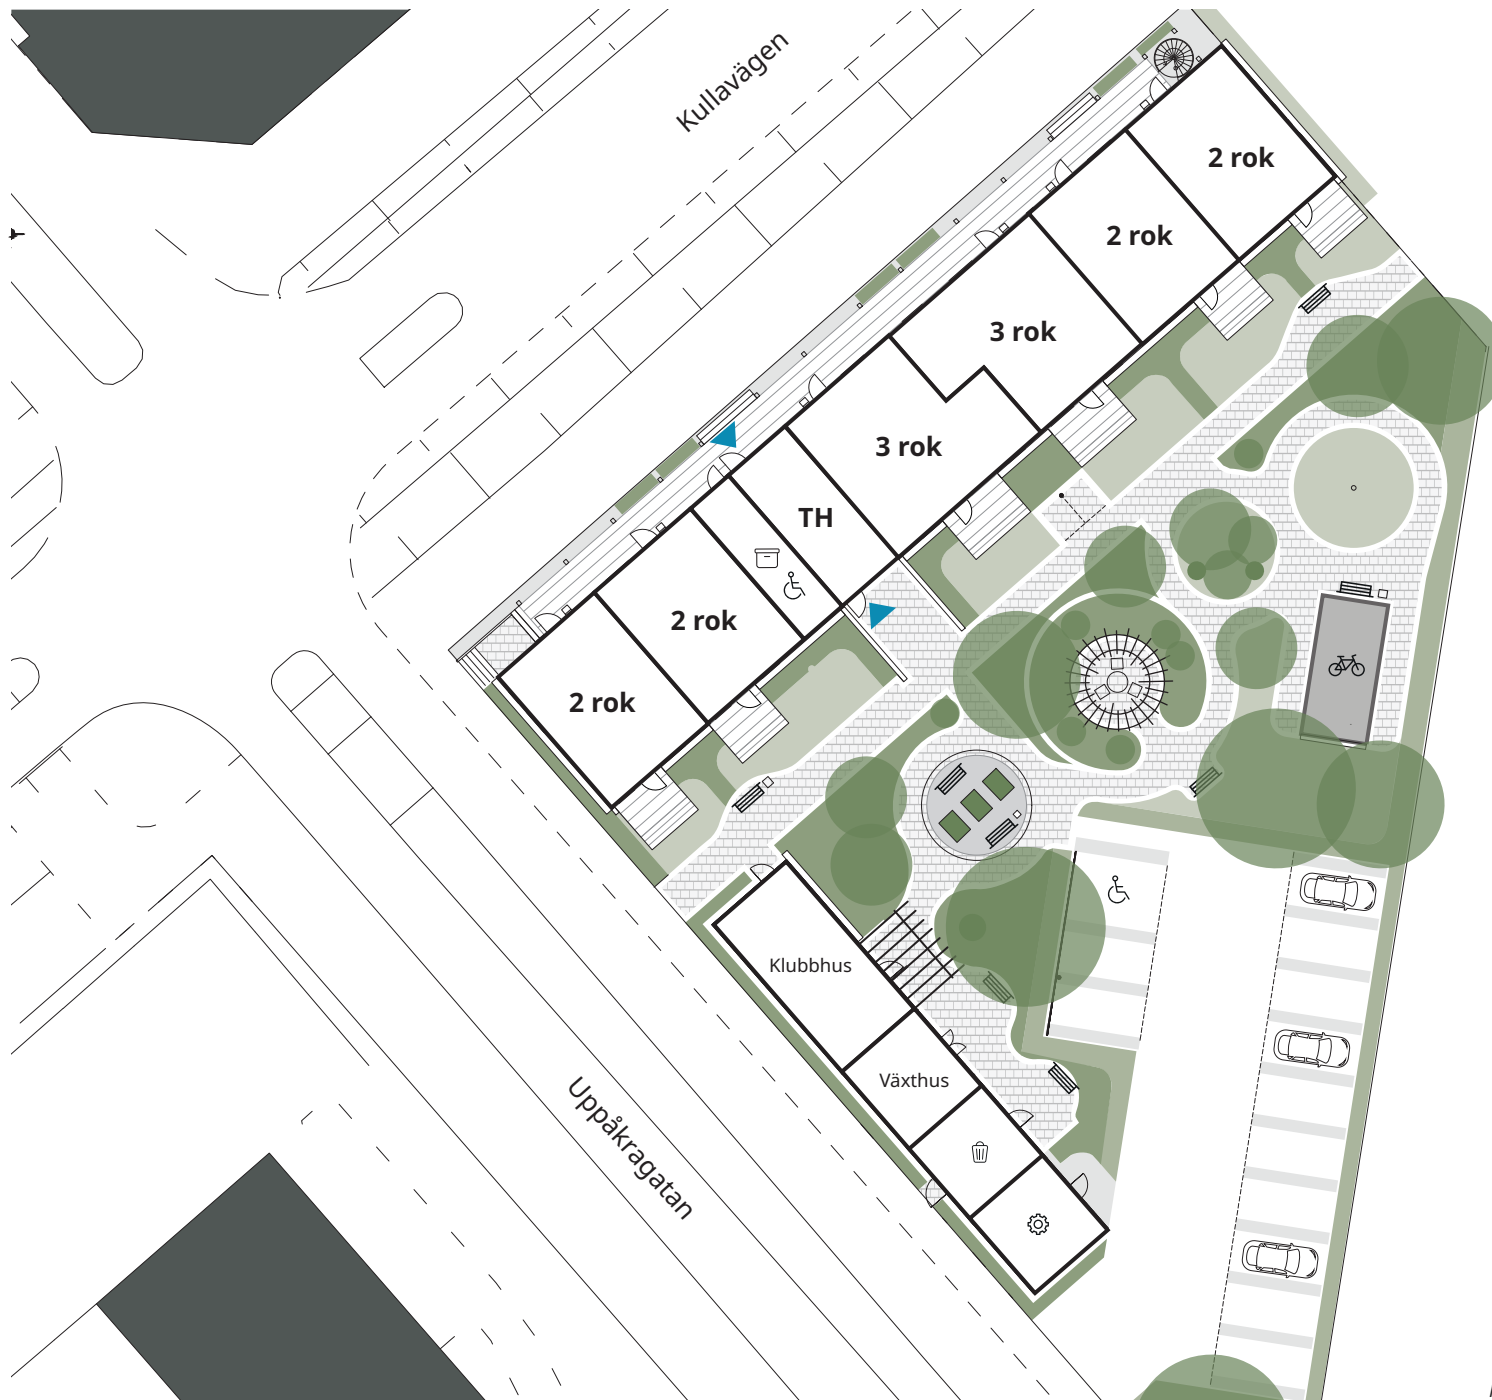 Kullavägen
2 rok
2 rok
3 rok
3 rok
TH
2 rok
2 rok
Klubbhus
Växthus
Uppåkragatan